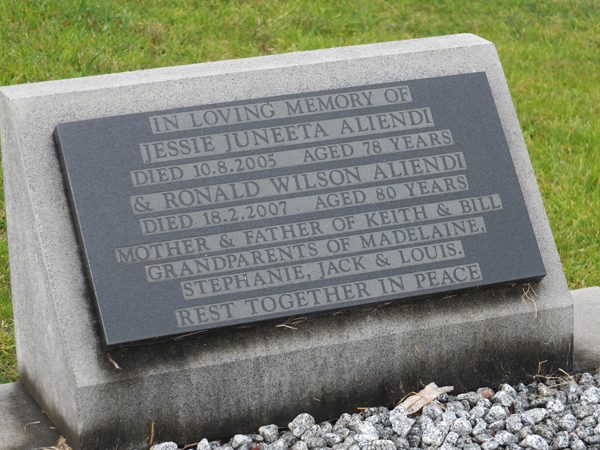 IN LOVING MEMORY OF
JESSIE JUNEETA ALIENDI
DIED 10.8.2005 AGED 78 YEARS
& RONALD WILSON ALIENDI
DIED 18.2.2007 AGED 80 YEARS
MOTHER & FATHER OF KEITH & BILL
GRANDPARENTS OF MADELAINE,
STEPHANIE, JACK & LOUIS.
REST TOGETHER IN PEACE